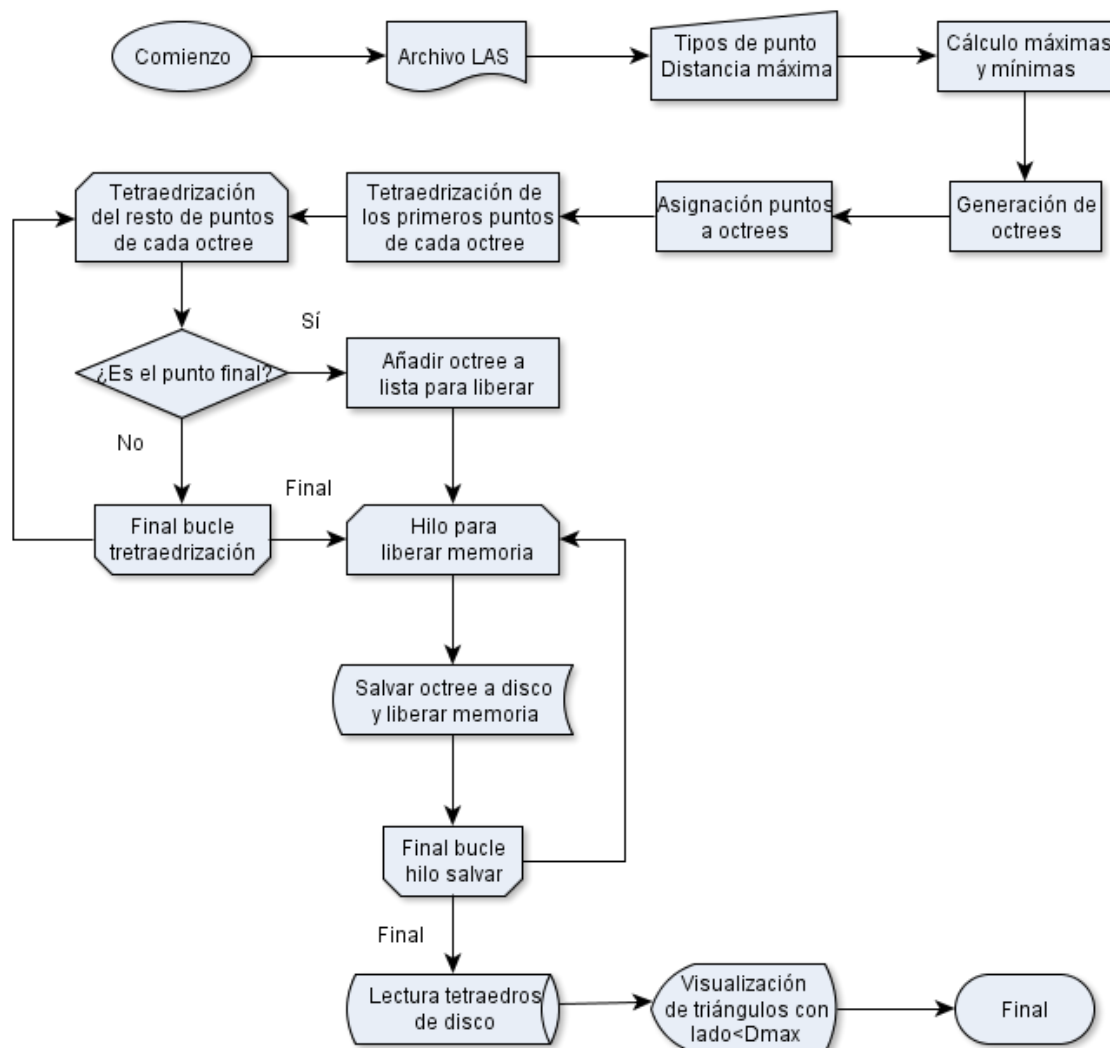 Comienzo
Archivo LAS
Tipos de punto
Distancia máxima
Cálculo máximas
y mínimas
Tetraedrización
del resto de puntos
de cada octree
Tetraedrización de
los primeros puntos
de cada octree
Asignación puntos
a octrees
Generación de
octrees
¿Es el punto final?
Sí
Añadir octree a
lista para liberar
No
Final bucle
tretraedrización
Final
Hilo para
liberar memoria
Salvar octree a disco
y liberar memoria
Final bucle
hilo salvar
Final
Lectura tetraedros
de disco
Visualización
de triángulos con
lado<Dmax
Final